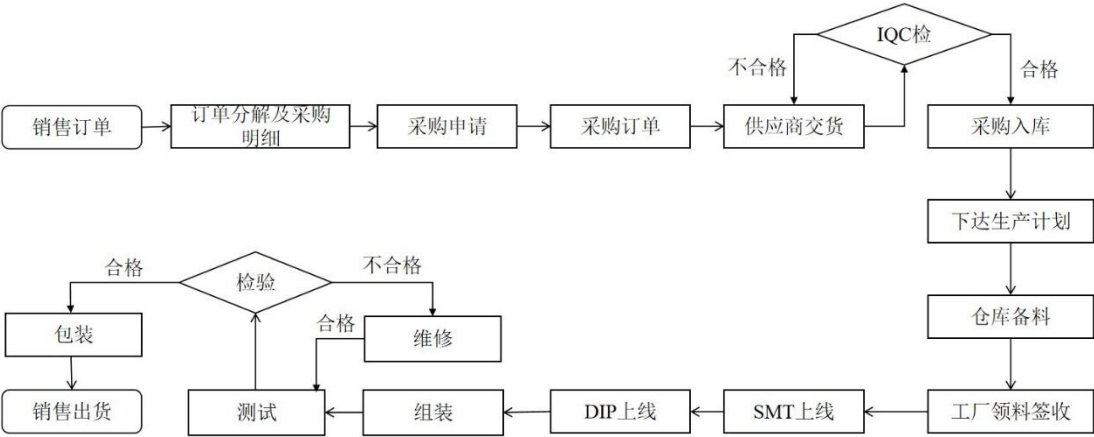 IQC检
不合格
合格
销售订单
订单分解及采购
明细
采购申请
采购订单
供应商交货
采购入库
下达生产计划
合格
检验
不合格
仓库备料
包装
合格
维修
销售出货
测试
组装
DIP上线
SMT上线
工厂领料签收